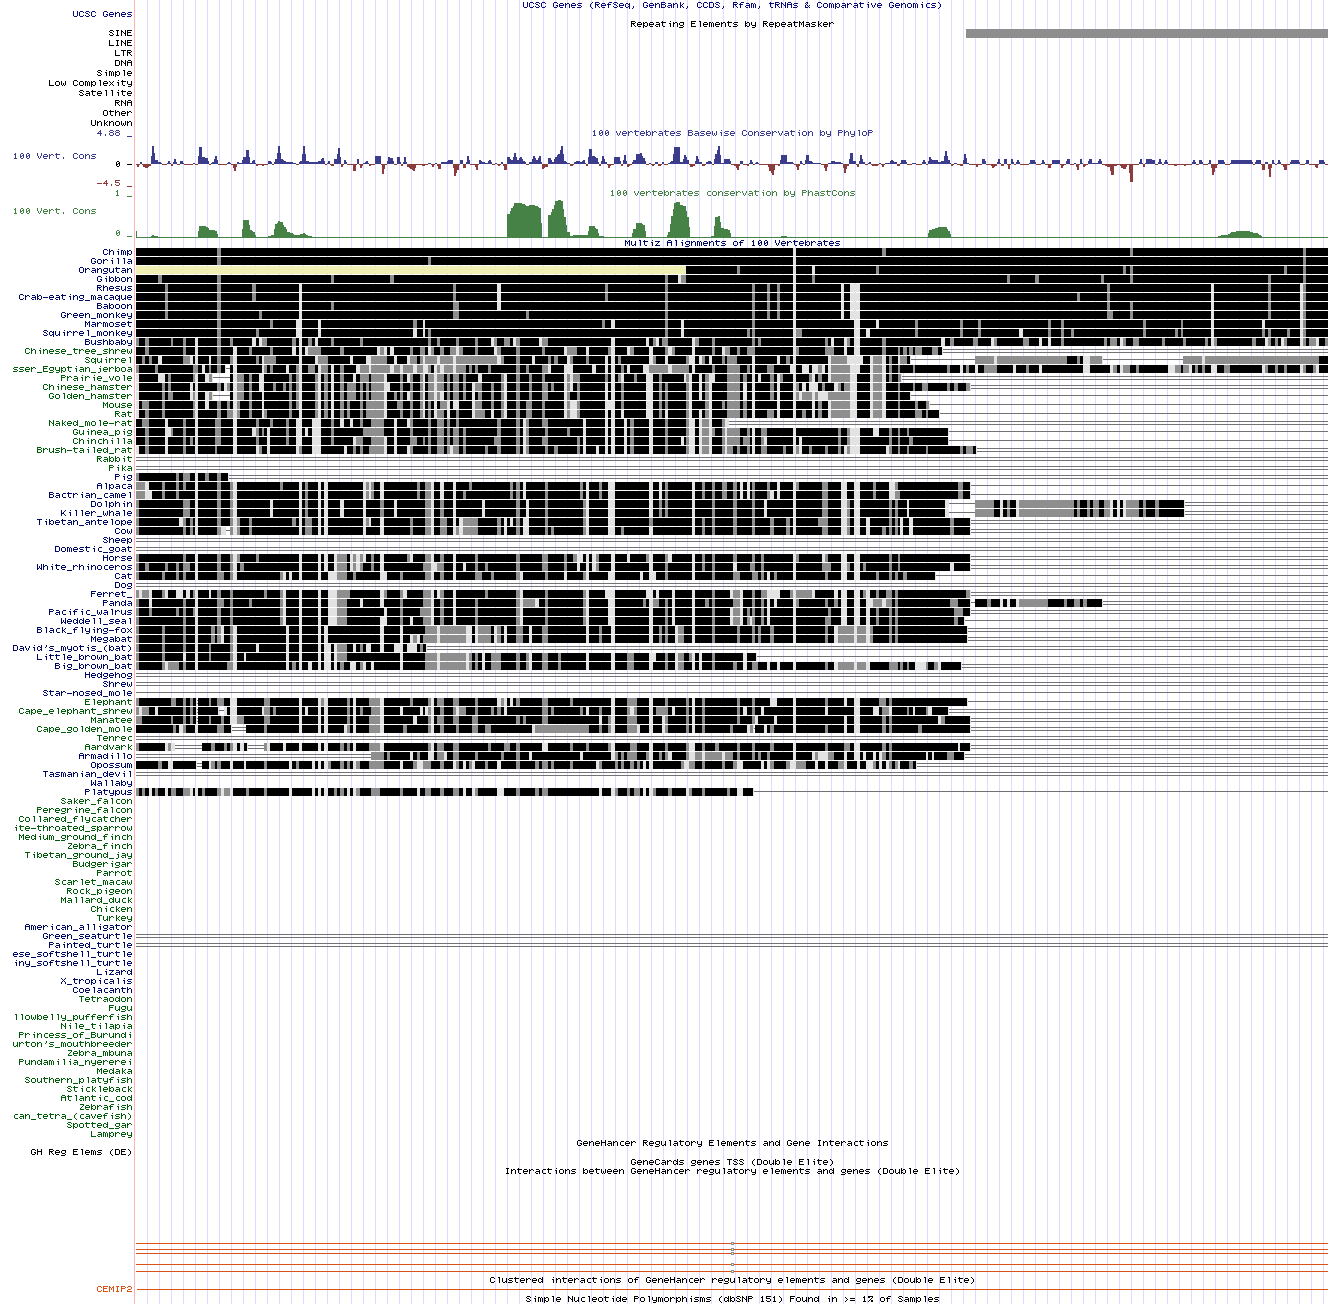 UCSC Genes (RefSeq, GenBank, CCDS, Rfam, tRNAs & Comparative Genomics)
UCSC Genes
Repeating Elements by RepeatMasker
SINE
LINE
LTR
DNA
Simple
Low Complexity
Satellite
RNA
Other
Unknown
100 vertebrates Basewise Conservation by PhyloP
4.88 _
100 Vert. Cons
0 -
-4.5 _
100 vertebrates conservation by PhastCons
1 _
100 Vert. Cons
0 _
Multiz Alignments of 100 Vertebrates
Chimp
Gorilla
Orangutan
Gibbon
Rhesus
Crab-eating_macaque
Baboon
Green_monkey
Marmoset
Squirrel_monkey
Bushbaby
Chinese_tree_shrew
Squirrel
sser_Egyptian_jerboa
Prairie_vole
Chinese_hamster
Golden_hamster
Mouse
Rat
Naked_mole-rat
Guinea_pig
Chinchilla
Brush-tailed_rat
Rabbit
Pika
Pig
Alpaca
Bactrian_camel
Dolphin
Killer_whale
Tibetan_antelope
Cow
Sheep
Domestic_goat
Horse
White_rhinoceros
Cat
Dog
Ferret_
Panda
Pacific_walrus
Weddell_seal
Black_flying-fox
Megabat
David's_myotis_(bat)
Little_brown_bat
Big_brown_bat
Hedgehog
Shrew
Star-nosed_mole
Elephant
Cape_elephant_shrew
Manatee
Cape_golden_mole
Tenrec
Aardvark
Armadillo
Opossum
Tasmanian_devil
Wallaby
Platypus
Saker_falcon
Peregrine_falcon
Collared_flycatcher
ite-throated_sparrow
Medium_ground_finch
Zebra_finch
Tibetan_ground_jay
Budgerigar
Parrot
Scarlet_macaw
Rock_pigeon
Mallard_duck
Chicken
Turkey
American_alligator
Green_seaturtle
Painted_turtle
ese_softshell_turtle
iny_softshell_turtle
Lizard
X_tropicalis
Coelacanth
Tetraodon
Fugu
llowbelly_pufferfish
Nile_tilapia
Princess_of_Burundi
urton's_mouthbreeder
Zebra_mbuna
Pundamilia_nyererei
Medaka
Southern_platyfish
Stickleback
Atlantic_cod
Zebrafish
can_tetra_(cavefish)
Spotted_gar
Lamprey
GeneHancer Regulatory Elements and Gene Interactions
GH Reg Elems (DE)
GeneCards genes TSS (Double Elite)
Interactions between GeneHancer regulatory elements and genes (Double Elite)
Clustered interactions of GeneHancer regulatory elements and genes (Double Elite)
CEMIP2
Simple Nucleotide Polymorphisms (dbSNP 151) Found in >= 1% of Samples